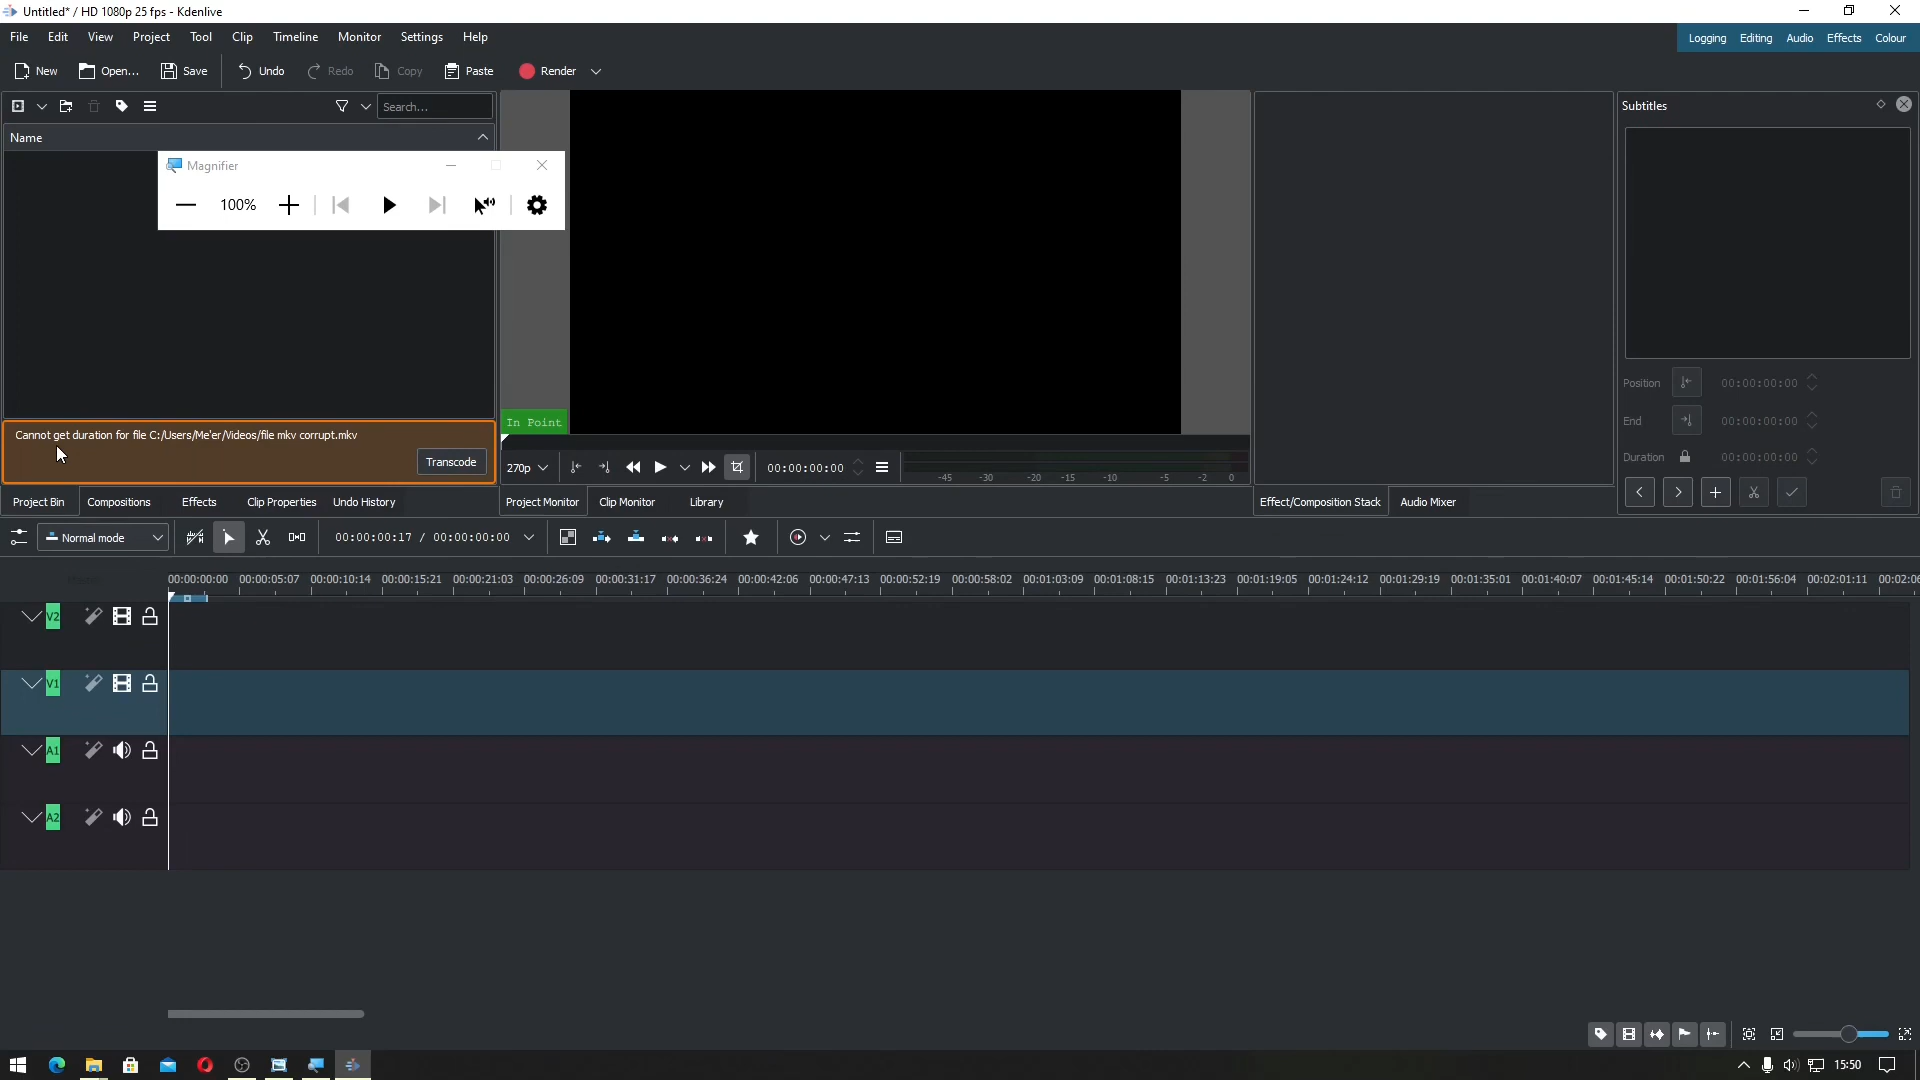 Untitled* / HD 1080p 25 fps - Kdenlive
File Edit View Project Tool Clip Timeline Monitor Settings Help
Logging Editing Audio Effects Colour
New Open... Save Undo Redo Copy Paste Render
Search...
Name
Magnifier
100%
Cannot get duration for file C:/Users/Me'er/Videos/file mkv corrupt.mkv
Transcode
Project Bin Compositions Effects Clip Properties Undo History
In Point
270p 00:00:00:00
-45 -30 -20 -15 -10 -5 -2 0
Project Monitor Clip Monitor Library
Effect/Composition Stack Audio Mixer
Subtitles
Position 00:00:00:00
End 00:00:00:00
Duration 00:00:00:00
Normal mode 00:00:00:17 / 00:00:00:00
00:00:00:00 00:00:05:07 00:00:10:14 00:00:15:21 00:00:21:03 00:00:26:09 00:00:31:17 00:00:36:24 00:00:42:06 00:00:47:13 00:00:52:19 00:00:58:02 00:01:03:09 00:01:08:15 00:01:13:23 00:01:19:05 00:01:24:12 00:01:29:19 00:01:35:01 00:01:40:07 00:01:45:14 00:01:50:22 00:01:56:04 00:02:01:11 00:02:06
V2
V1
A1
A2
15:50